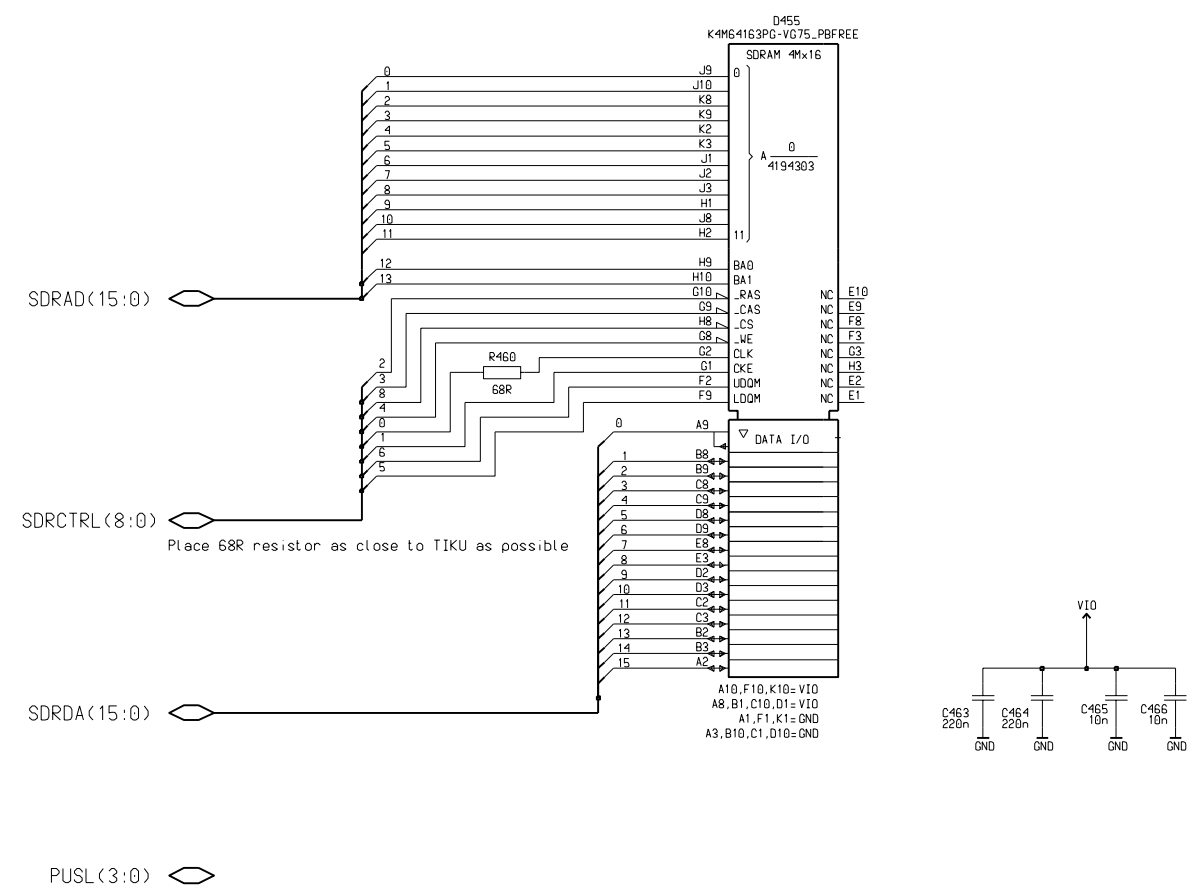 D455
K4M64163PG-VG75_PBFREE
SDRAM 4Mx16
0 J9 0
1 J10
2 K8
3 K9
4 K2
5 K3 0
6 J1 A
7 J2 4194303
8 J3
9 H1
10 J8
11 H2 11
12 H9 BA0
13 H10 BA1
SDRAD(15:0) G10 _RAS NC E10
G9 _CAS NC E9
H8 _CS NC F8
G8 _WE NC F3
R460 G2 CLK NC G3
2 G1 CKE NC H3
3 68R F2 UDQM NC E2
8 F9 LDQM NC E1
4
0 0 A9
1 DATA I/O
6 1 B8
5 2 B9
3 C8
4 C9
SDRCTRL(8:0) 5 D8
6 D9
Place 68R resistor as close to TIKU as possible
7 E8
8 E3
9 D2
10 D3
11 C2
12 C3
13 B2
14 B3
15 A2
VIO
A10,F10,K10=VIO
A8,B1,C10,D1=VIO
SDRDA(15:0)
A1,F1,K1=GND
A3,B10,C1,D10=GND
C463 C464 C465 C466
220n 220n 10n 10n
GND GND GND GND
PUSL(3:0)